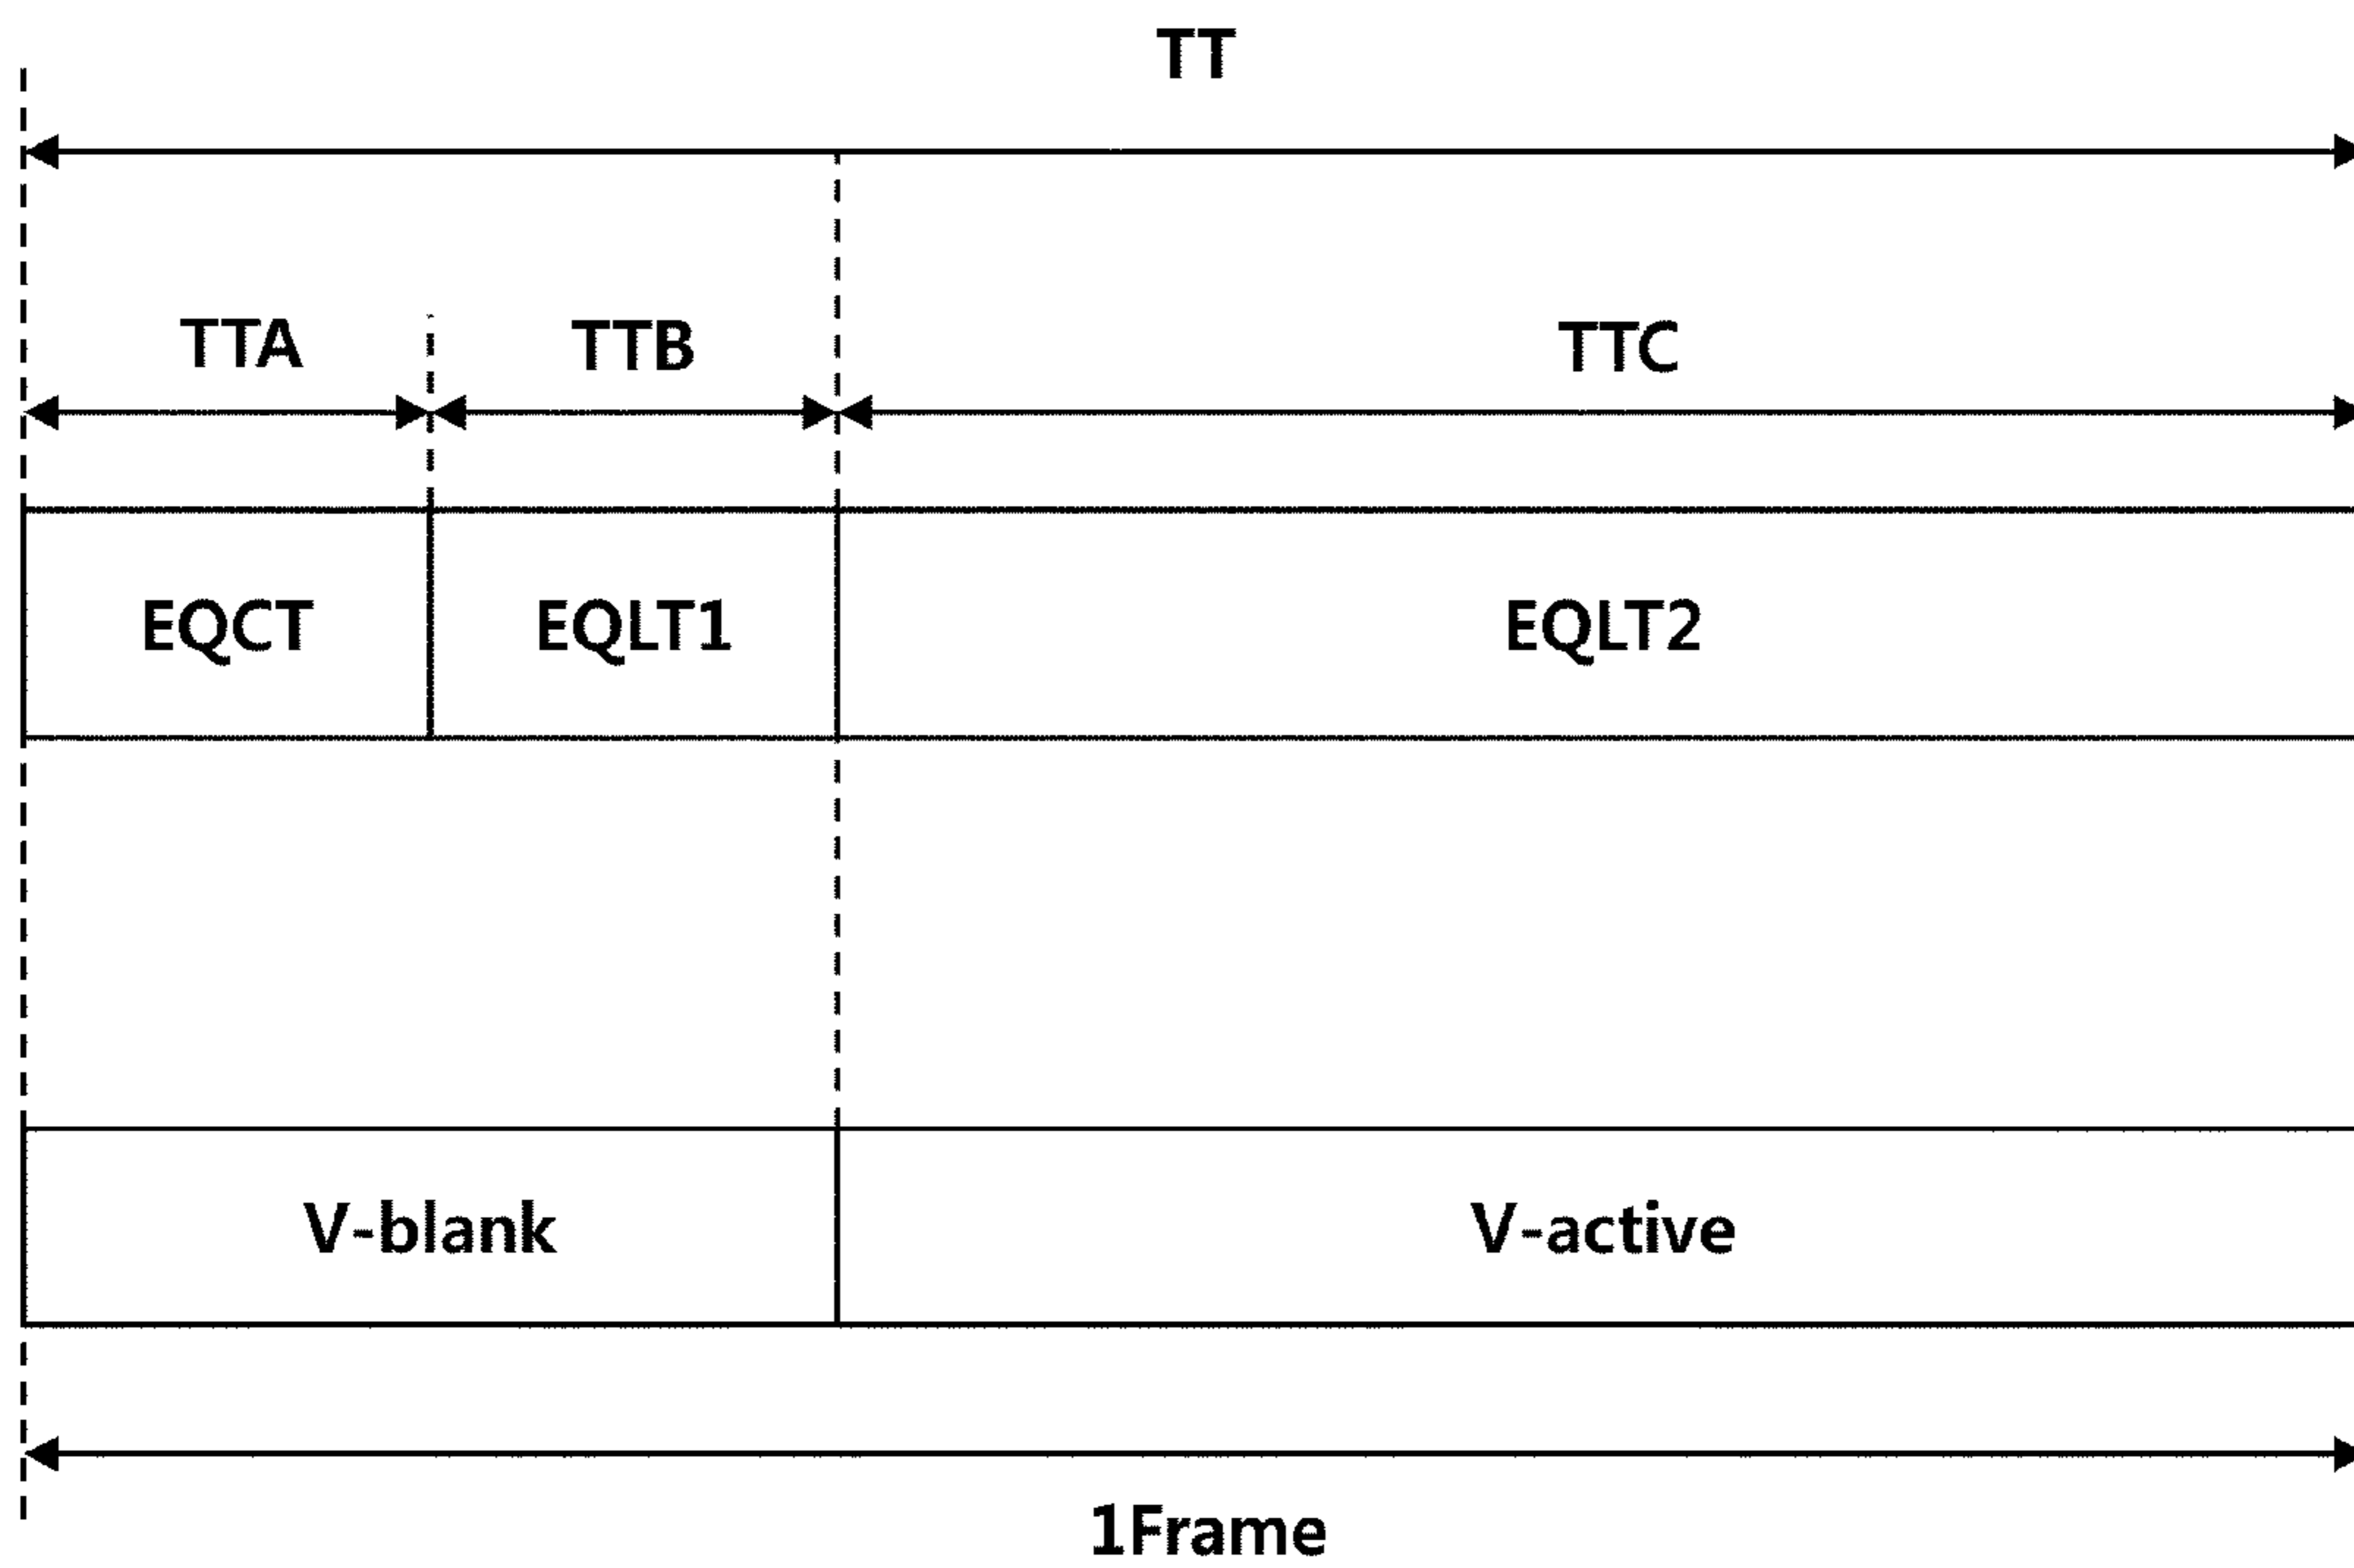 TT
TTA TTB TTC
EQCT EQLT1 EQLT2
V-blank V-active
1Frame